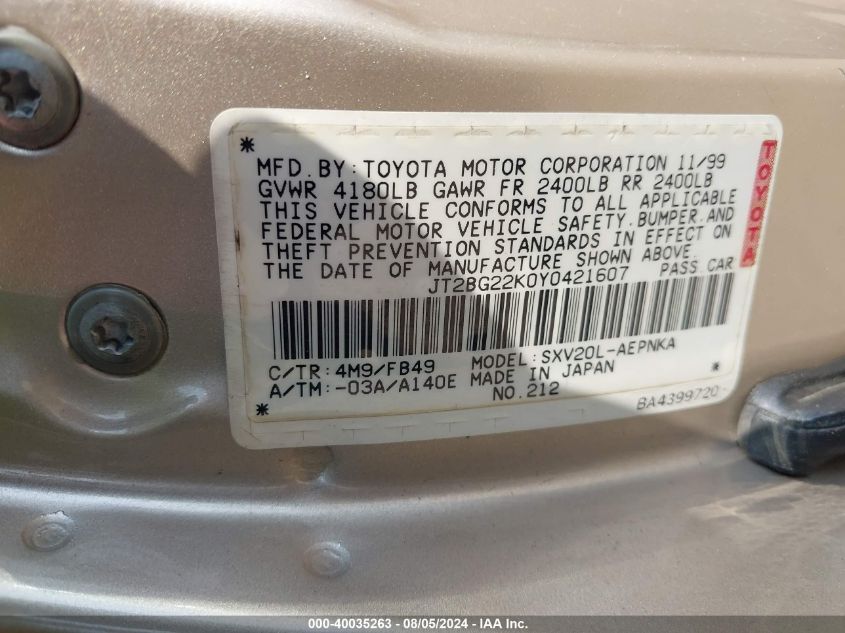 MFD.BY: TOYOTA MOTOR CORPORATION 11/99
GVWR 4180LB GAWR FR 2400LB RR 2400LB
THIS VEHICLE CONFORMS TO ALL APPLICABLE
FEDERAL MOTOR VEHICLE SAFETY.BUMPER.AND
THEFT PREVENTION STANDARDS IN EFFECT ON
THE DATE OF MANUFACTURE SHOWN ABOVE.
JT2BG22K0Y0421607 PASS.CAR
TOYOTA
C/TR: 4M9/FB49 MODEL: SXV20L-AEPNKA
A/TM: -03A/A140E MADE IN JAPAN
NO.212 BA4399720
000-40035263 - 08/05/2024 - IAA Inc.